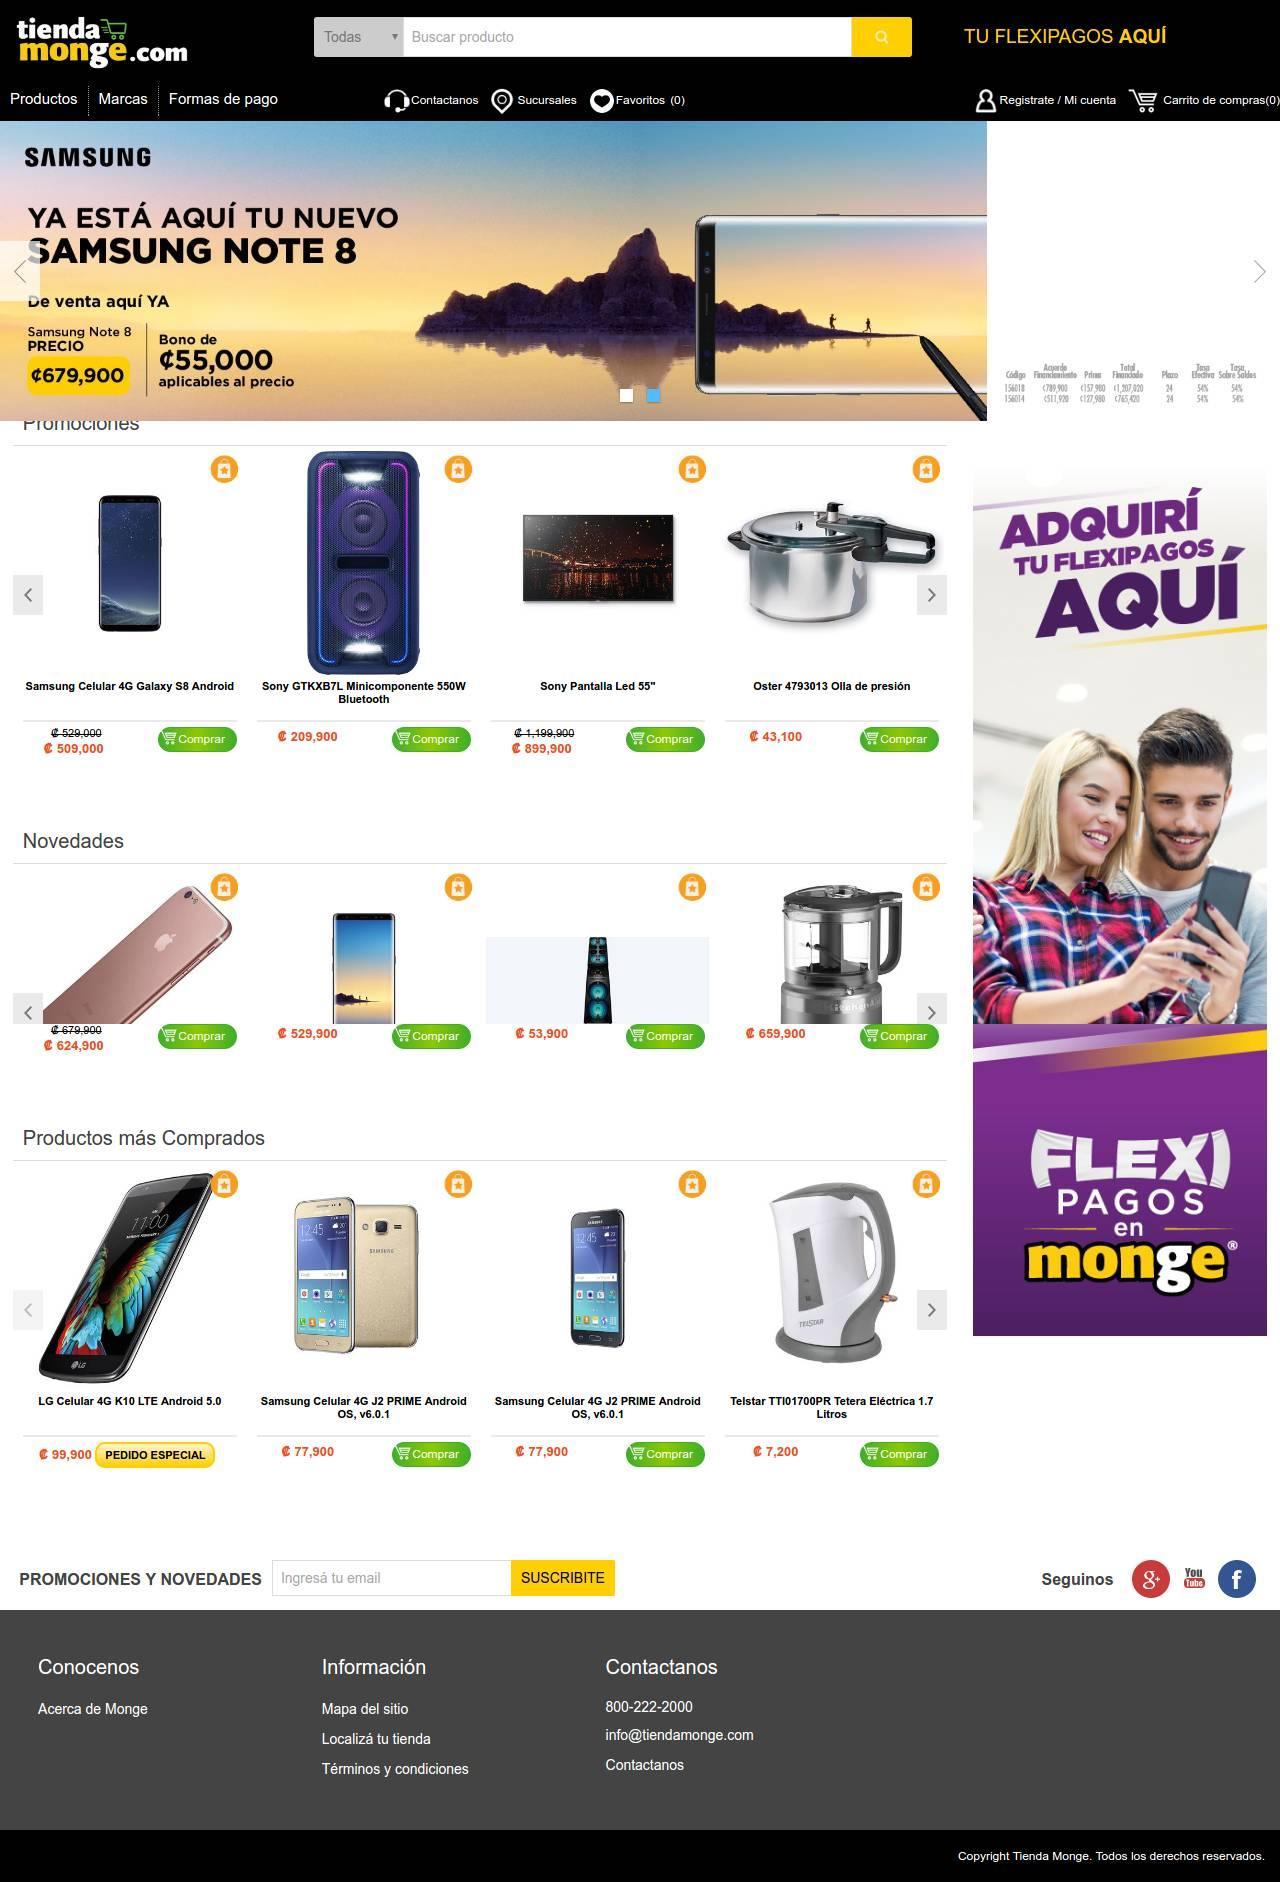 tienda
monge.com
Todas
Buscar producto
TU FLEXIPAGOS AQUÍ
Productos
Marcas
Formas de pago
Contactanos
Sucursales
Favoritos (0)
Registrate / Mi cuenta
Carrito de compras(0)
SAMSUNG
YA ESTÁ AQUÍ TU NUEVO
SAMSUNG NOTE 8
De venta aquí YA
Samsung Note 8
PRECIO
¢679,900
Bono de
¢55,000
aplicables al precio
Código Acuerdo Financiamiento Prima Total Financiado Plazo Tasa Efectiva Tasa Sobre Saldos
156018 ¢789,900 ¢157,980 ¢1,207,020 24 54% 54%
156014 ¢511,920 ¢127,980 ¢765,420 24 54% 54%
Promociones
Samsung Celular 4G Galaxy S8 Android
₡ 529,000
₡ 509,000
Comprar
Sony GTKXB7L Minicomponente 550W
Bluetooth
₡ 209,900
Comprar
Sony Pantalla Led 55"
₡ 1,199,900
₡ 899,900
Comprar
Oster 4793013 Olla de presión
₡ 43,100
Comprar
ADQUIRÍ
TU FLEXIPAGOS
AQUÍ
Novedades
₡ 679,900
₡ 624,900
Comprar
₡ 529,900
Comprar
₡ 53,900
Comprar
KitchenAid
₡ 659,900
Comprar
FLEXI
PAGOS
en
monge®
Productos más Comprados
11:00
LG
LG Celular 4G K10 LTE Android 5.0
₡ 99,900
PEDIDO ESPECIAL
12:45
SAMSUNG
Samsung Celular 4G J2 PRIME Android
OS, v6.0.1
₡ 77,900
Comprar
12:45
Samsung Celular 4G J2 PRIME Android
OS, v6.0.1
₡ 77,900
Comprar
TELSTAR
Telstar TTI01700PR Tetera Eléctrica 1.7
Litros
₡ 7,200
Comprar
PROMOCIONES Y NOVEDADES
Ingresá tu email
SUSCRIBITE
Seguinos
g+
You
Tube
f
Conocenos
Acerca de Monge
Información
Mapa del sitio
Localizá tu tienda
Términos y condiciones
Contactanos
800-222-2000
info@tiendamonge.com
Contactanos
Copyright Tienda Monge. Todos los derechos reservados.